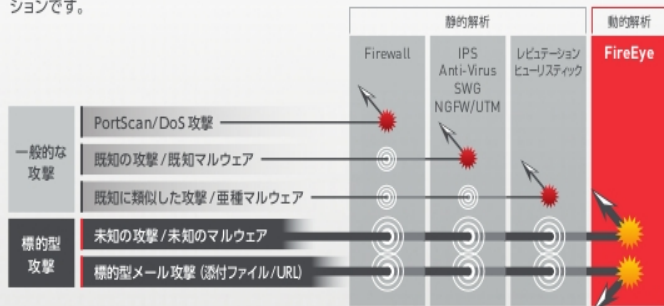 ションです。
静的解析
動的解析
Firewall
IPS
Anti-Virus
SWG
NGFW/UTM
レピュテーション
ヒューリスティック
FireEye
一般的な
攻撃
PortScan/DoS 攻撃
既知の攻撃/既知マルウェア
既知に類似した攻撃/亜種マルウェア
標的型
攻撃
未知の攻撃/未知のマルウェア
標的型メール攻撃（添付ファイル/URL）